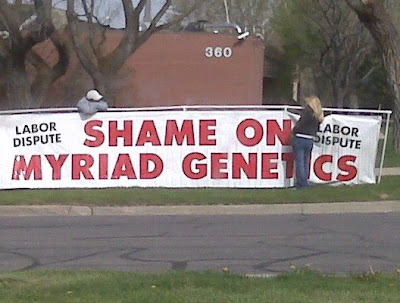 360
LABOR DISPUTE
SHAME ON
MYRIAD GENETICS
LABOR DISPUTE